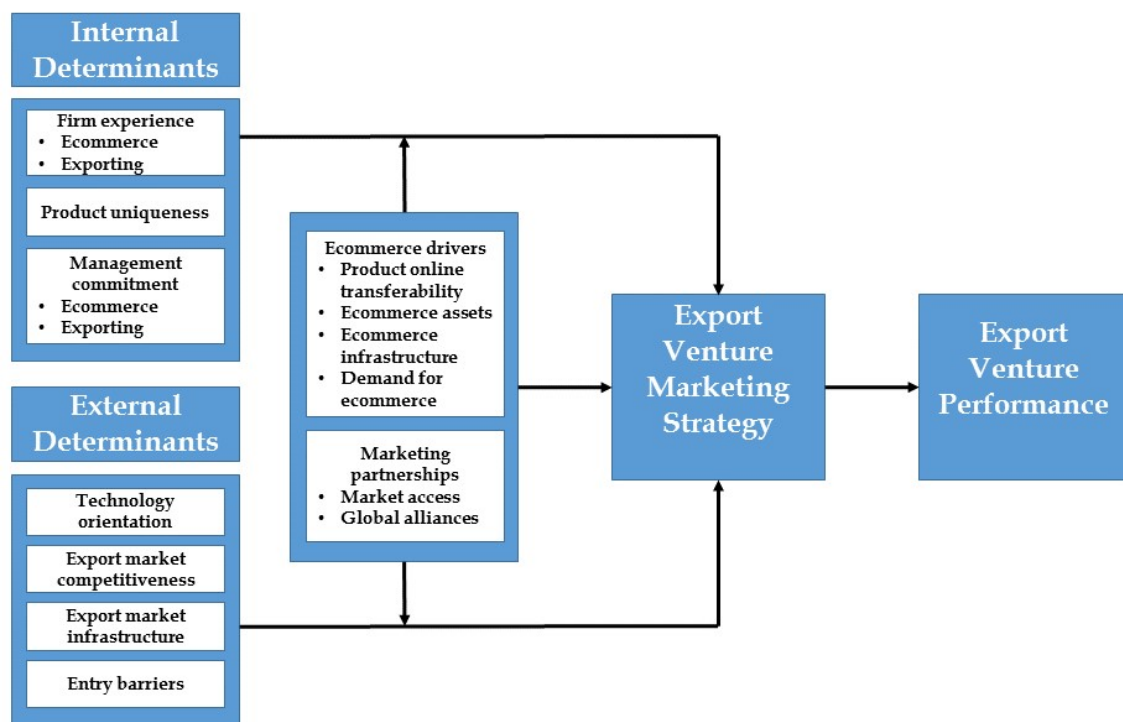 Internal
Determinants
Firm experience
• Ecommerce
• Exporting
Product uniqueness
Management
commitment
• Ecommerce
• Exporting
External
Determinants
Technology
orientation
Export market
competitiveness
Export market
infrastructure
Entry barriers
Ecommerce drivers
• Product online
transferability
• Ecommerce assets
• Ecommerce
infrastructure
• Demand for
ecommerce
Marketing
partnerships
• Market access
• Global alliances
Export
Venture
Marketing
Strategy
Export
Venture
Performance